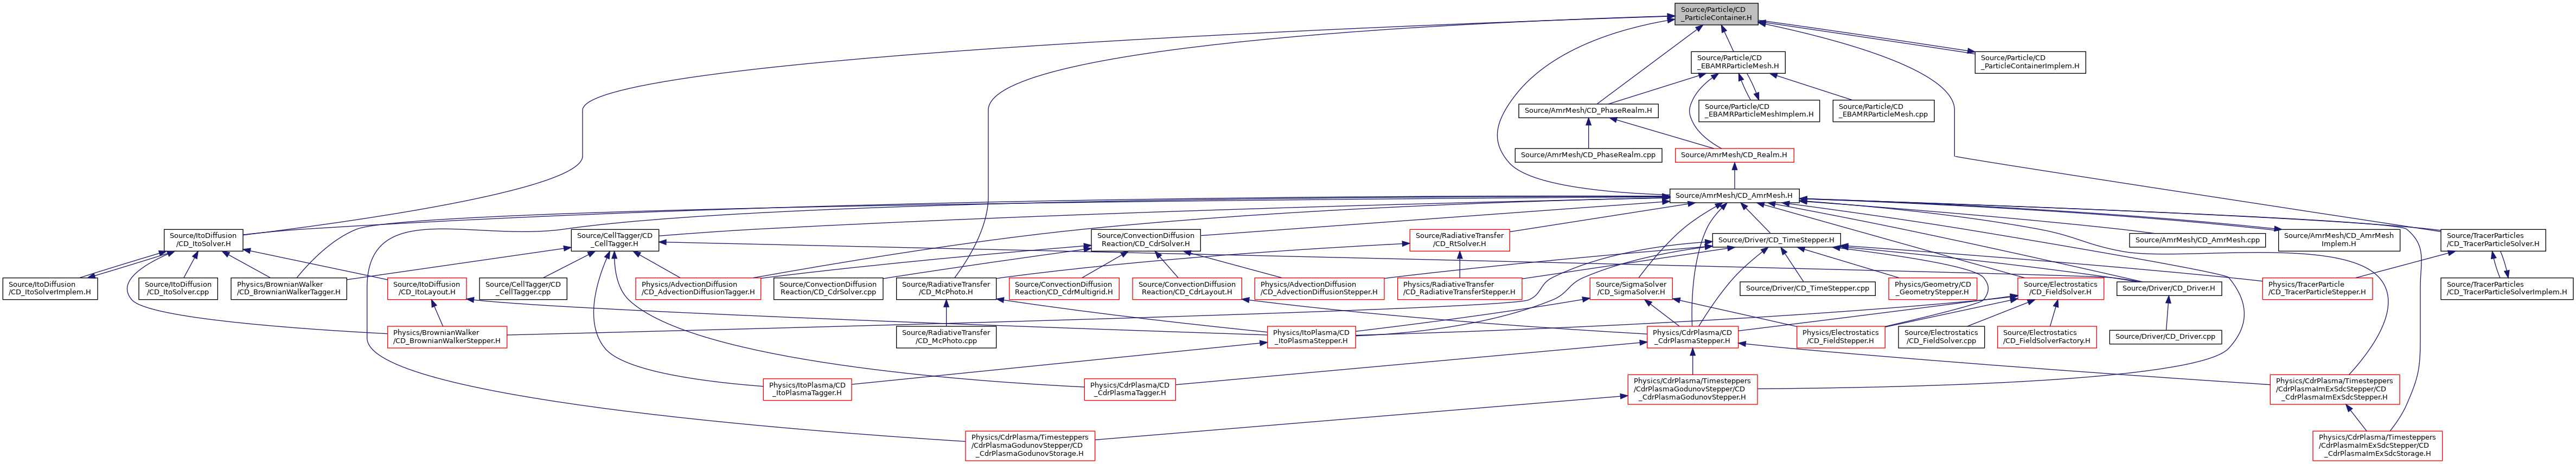 Source/Particle/CD
_ParticleContainer.H
Source/Particle/CD
_EBAMRParticleMesh.H
Source/Particle/CD
_ParticleContainerImplem.H
Source/AmrMesh/CD_PhaseRealm.H
Source/Particle/CD
_EBAMRParticleMeshImplem.H
Source/Particle/CD
_EBAMRParticleMesh.cpp
Source/AmrMesh/CD_PhaseRealm.cpp
Source/AmrMesh/CD_Realm.H
Source/AmrMesh/CD_AmrMesh.H
Source/ItoDiffusion
/CD_ItoSolver.H
Source/CellTagger/CD
_CellTagger.H
Source/ConvectionDiffusion
Reaction/CD_CdrSolver.H
Source/RadiativeTransfer
/CD_RtSolver.H
Source/Driver/CD_TimeStepper.H
Source/AmrMesh/CD_AmrMesh.cpp
Source/AmrMesh/CD_AmrMesh
Implem.H
Source/TracerParticles
/CD_TracerParticleSolver.H
Source/ItoDiffusion
/CD_ItoSolverImplem.H
Source/ItoDiffusion
/CD_ItoSolver.cpp
Physics/BrownianWalker
/CD_BrownianWalkerTagger.H
Source/ItoDiffusion
/CD_ItoLayout.H
Source/CellTagger/CD
_CellTagger.cpp
Physics/AdvectionDiffusion
/CD_AdvectionDiffusionTagger.H
Source/ConvectionDiffusion
Reaction/CD_CdrSolver.cpp
Source/RadiativeTransfer
/CD_McPhoto.H
Source/ConvectionDiffusion
Reaction/CD_CdrMultigrid.H
Source/ConvectionDiffusion
Reaction/CD_CdrLayout.H
Physics/AdvectionDiffusion
/CD_AdvectionDiffusionStepper.H
Physics/RadiativeTransfer
/CD_RadiativeTransferStepper.H
Source/SigmaSolver
/CD_SigmaSolver.H
Source/Driver/CD_TimeStepper.cpp
Physics/Geometry/CD
_GeometryStepper.H
Source/Electrostatics
/CD_FieldSolver.H
Source/Driver/CD_Driver.H
Physics/TracerParticle
/CD_TracerParticleStepper.H
Source/TracerParticles
/CD_TracerParticleSolverImplem.H
Physics/BrownianWalker
/CD_BrownianWalkerStepper.H
Source/RadiativeTransfer
/CD_McPhoto.cpp
Physics/ItoPlasma/CD
_ItoPlasmaStepper.H
Physics/CdrPlasma/CD
_CdrPlasmaStepper.H
Physics/Electrostatics
/CD_FieldStepper.H
Source/Electrostatics
/CD_FieldSolver.cpp
Source/Electrostatics
/CD_FieldSolverFactory.H
Source/Driver/CD_Driver.cpp
Physics/ItoPlasma/CD
_ItoPlasmaTagger.H
Physics/CdrPlasma/CD
_CdrPlasmaTagger.H
Physics/CdrPlasma/Timesteppers
/CdrPlasmaGodunovStepper/CD
_CdrPlasmaGodunovStepper.H
Physics/CdrPlasma/Timesteppers
/CdrPlasmaImExSdcStepper/CD
_CdrPlasmaImExSdcStepper.H
Physics/CdrPlasma/Timesteppers
/CdrPlasmaGodunovStepper/CD
_CdrPlasmaGodunovStorage.H
Physics/CdrPlasma/Timesteppers
/CdrPlasmaImExSdcStepper/CD
_CdrPlasmaImExSdcStorage.H